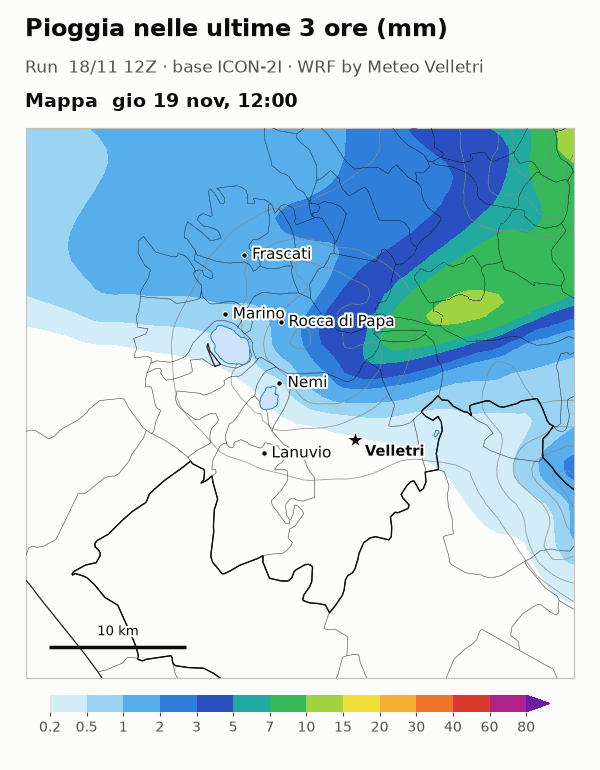 Pioggia nelle ultime 3 ore (mm)
Run  18/11 12Z · base ICON-2I · WRF by Meteo Velletri
Mappa  gio 19 nov, 12:00
Frascati
Marino
Rocca di Papa
Nemi
Velletri
Lanuvio
10 km
0.2 0.5 1 2 3 5 7 10 15 20 30 40 60 80